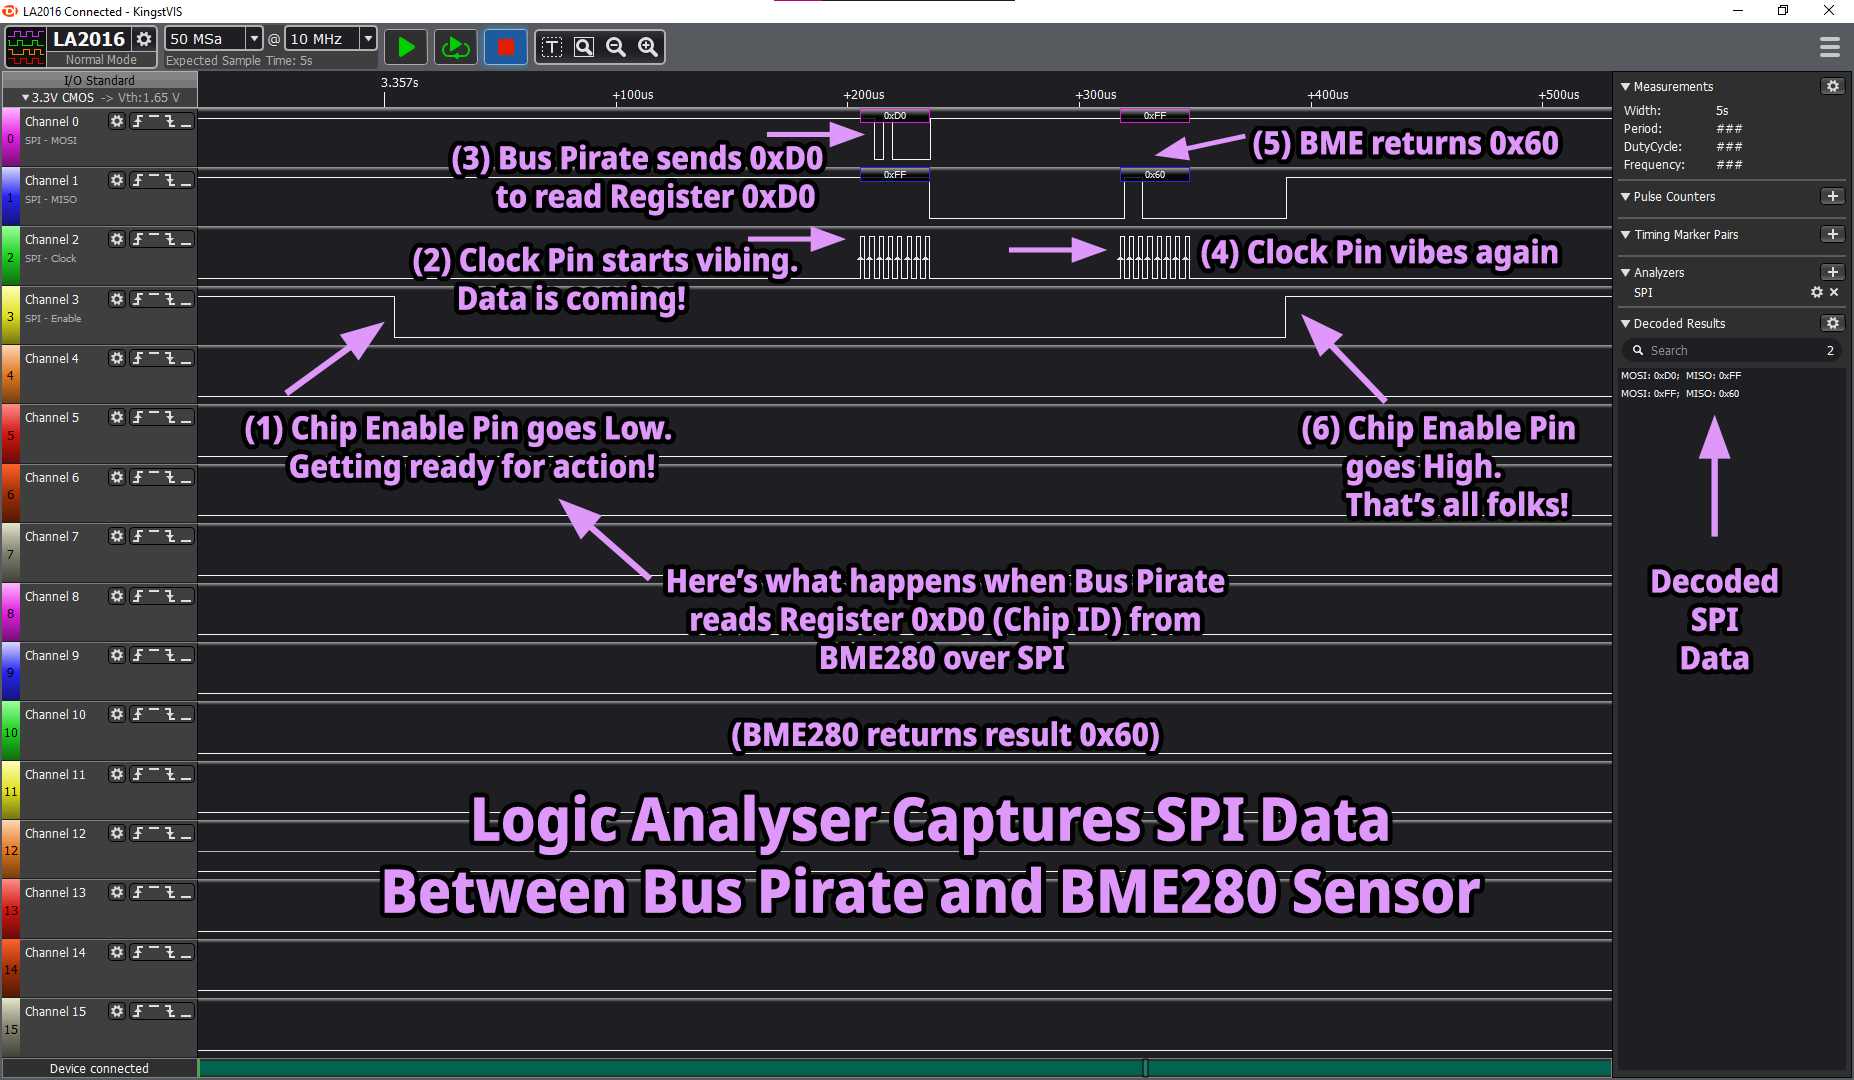 LA2016 Connected - KingstVIS
LA2016
Normal Mode
50 MSa @ 10 MHz
Expected Sample Time: 5s
T
I/O Standard
3.3V CMOS -> Vth:1.65 V
3.357s
+100us +200us +300us +400us +500us
0 Channel 0
SPI - MOSI
1 Channel 1
SPI - MISO
2 Channel 2
SPI - Clock
3 Channel 3
SPI - Enable
4 Channel 4
5 Channel 5
6 Channel 6
7 Channel 7
8 Channel 8
9 Channel 9
10 Channel 10
11 Channel 11
12 Channel 12
13 Channel 13
14 Channel 14
15 Channel 15
Device connected
0xD0 0xFF
0xFF 0x60
(3) Bus Pirate sends 0xD0
to read Register 0xD0
(5) BME returns 0x60
(2) Clock Pin starts vibing.
Data is coming!
(4) Clock Pin vibes again
(1) Chip Enable Pin goes Low.
Getting ready for action!
(6) Chip Enable Pin
goes High.
That's all folks!
Here's what happens when Bus Pirate
reads Register 0xD0 (Chip ID) from
BME280 over SPI
(BME280 returns result 0x60)
Logic Analyser Captures SPI Data
Between Bus Pirate and BME280 Sensor
Measurements
Width: 5s
Period: ###
DutyCycle: ###
Frequency: ###
Pulse Counters
Timing Marker Pairs
Analyzers
SPI
Decoded Results
Search 2
MOSI: 0xD0; MISO: 0xFF
MOSI: 0xFF; MISO: 0x60
Decoded
SPI
Data